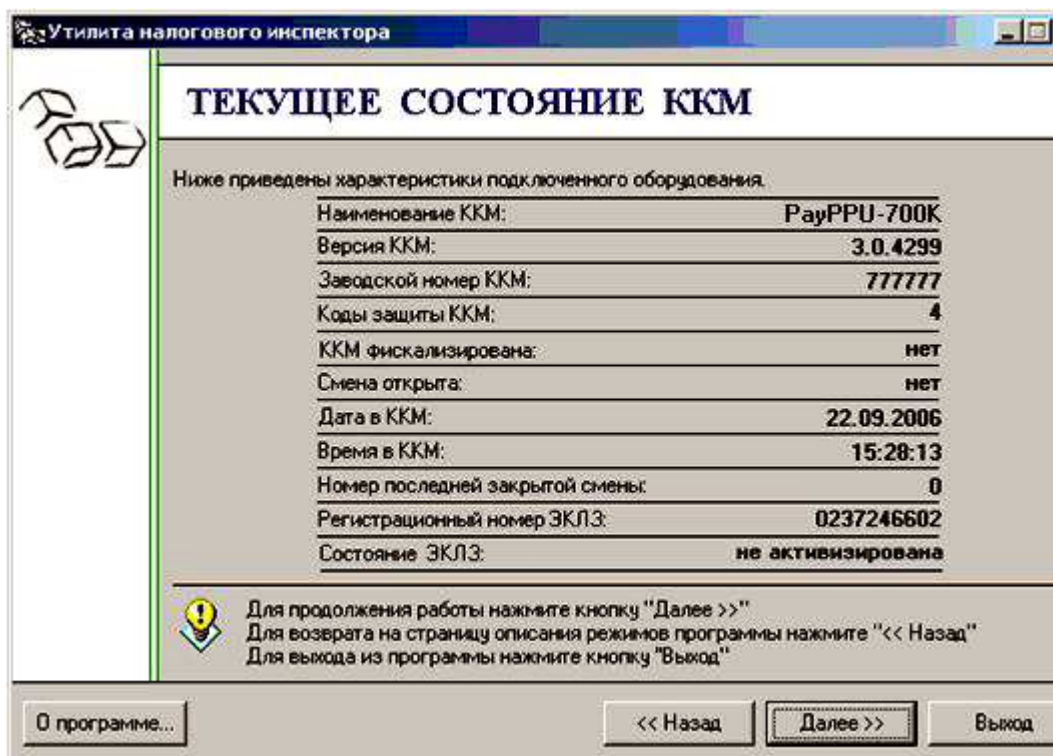 Утилита налогового инспектора
ТЕКУЩЕЕ СОСТОЯНИЕ ККМ
Ниже приведены характеристики подключенного оборудования.
Наименование ККМ: PayPPU-700K
Версия ККМ: 3.0.4299
Заводской номер ККМ: 777777
Коды защиты ККМ: 4
ККМ фискализирована: нет
Смена открыта: нет
Дата в ККМ: 22.09.2006
Время в ККМ: 15:28:13
Номер последней закрытой смены: 0
Регистрационный номер ЭКЛЗ: 0237246602
Состояние ЭКЛЗ: не активизирована
Для продолжения работы нажмите кнопку "Далее >>"
Для возврата на страницу описания режимов программы нажмите "<< Назад"
Для выхода из программы нажмите кнопку "Выход"
О программе... << Назад Далее >> Выход